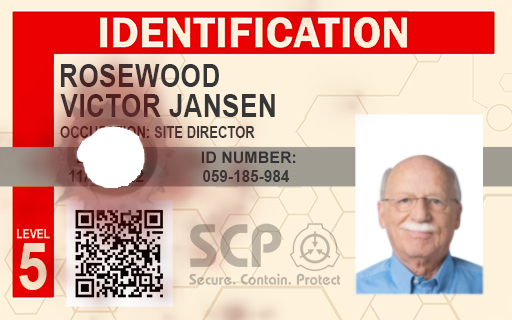 IDENTIFICATION
ROSEWOOD
VICTOR JANSEN
SITE DIRECTOR
ID NUMBER:
059-185-984
LEVEL
5
SCP
Secure. Contain. Protect